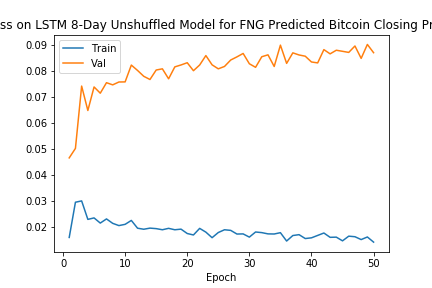 ss on LSTM 8-Day Unshuffled Model for FNG Predicted Bitcoin Closing Pr
Train
Val
0.09
0.08
0.07
0.06
0.05
0.04
0.03
0.02
0 10 20 30 40 50
Epoch